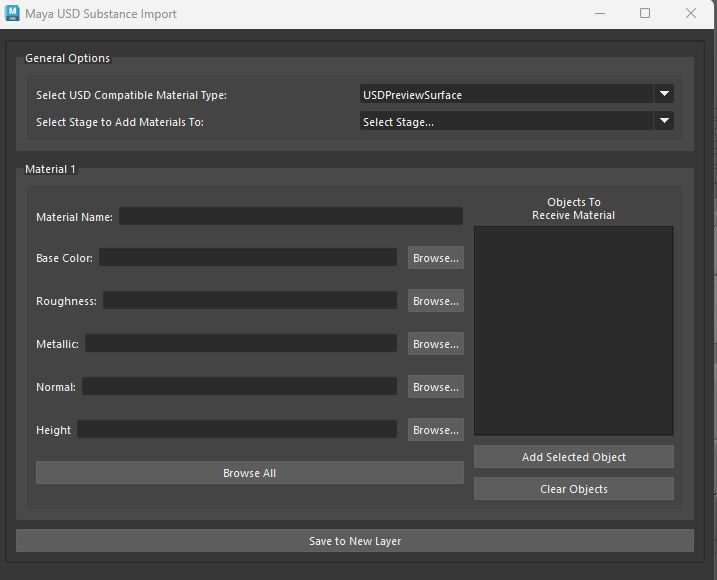 Maya USD Substance Import
General Options
Select USD Compatible Material Type:
USDPreviewSurface
Select Stage to Add Materials To:
Select Stage...
Material 1
Material Name:
Base Color:
Browse...
Roughness:
Browse...
Metallic:
Browse...
Normal:
Browse...
Height
Browse...
Browse All
Objects To
Receive Material
Add Selected Object
Clear Objects
Save to New Layer